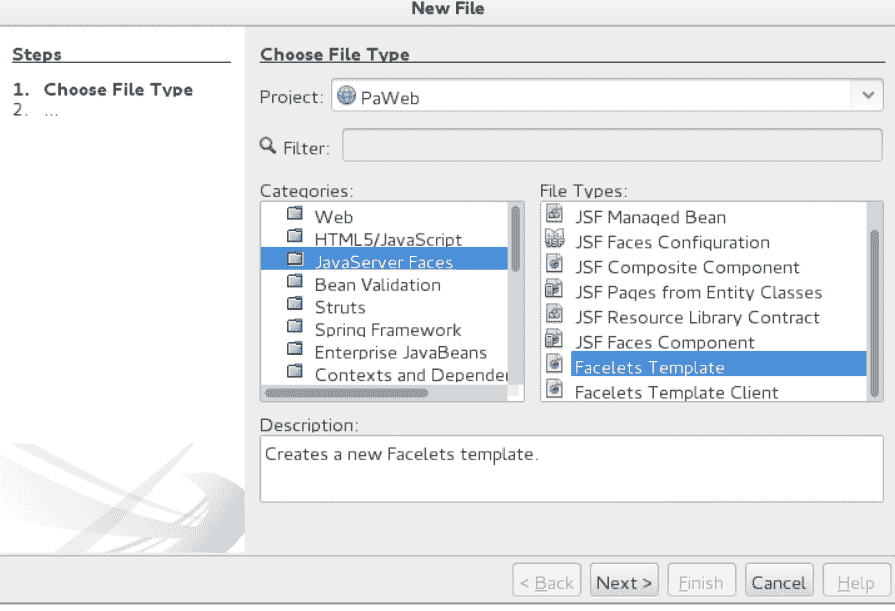 New File
Steps
1. Choose File Type
2. ...
Choose File Type
Project: PaWeb
Filter:
Categories:
Web
HTML5/JavaScript
JavaServer Faces
Bean Validation
Struts
Spring Framework
Enterprise JavaBeans
Contexts and Depende
File Types:
JSF Managed Bean
JSF Faces Configuration
JSF Composite Component
JSF Pages from Entity Classes
JSF Resource Library Contract
JSF Faces Component
Facelets Template
Facelets Template Client
Description:
Creates a new Facelets template.
< Back Next > Finish Cancel Help